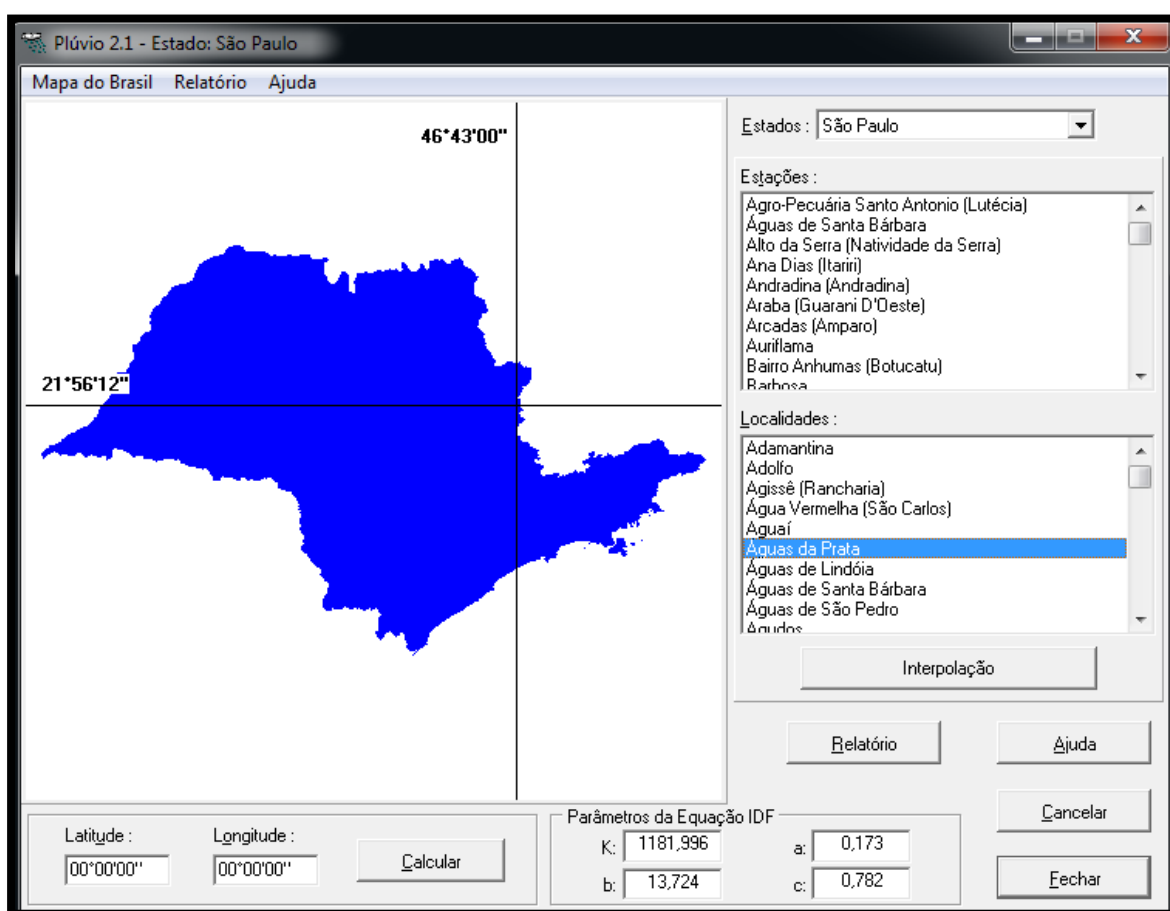 Plúvio 2.1 - Estado: São Paulo
Mapa do Brasil Relatório Ajuda
46°43'00"
21°56'12"
Estados : São Paulo
Estações :
Agro-Pecuária Santo Antonio (Lutécia)
Águas de Santa Bárbara
Alto da Serra (Natividade da Serra)
Ana Dias (Itariri)
Andradina (Andradina)
Araba (Guarani D'Oeste)
Arcadas (Amparo)
Auriflama
Bairro Anhumas (Botucatu)
Barbosa
Localidades :
Adamantina
Adolfo
Agissê (Rancharia)
Água Vermelha (São Carlos)
Aguaí
Águas da Prata
Águas de Lindóia
Águas de Santa Bárbara
Águas de São Pedro
Agudos
Interpolação
Relatório Ajuda
Cancelar
Fechar
Latitude : Longitude :
00°00'00" 00°00'00" Calcular
Parâmetros da Equação IDF
K: 1181,996 a: 0,173
b: 13,724 c: 0,782